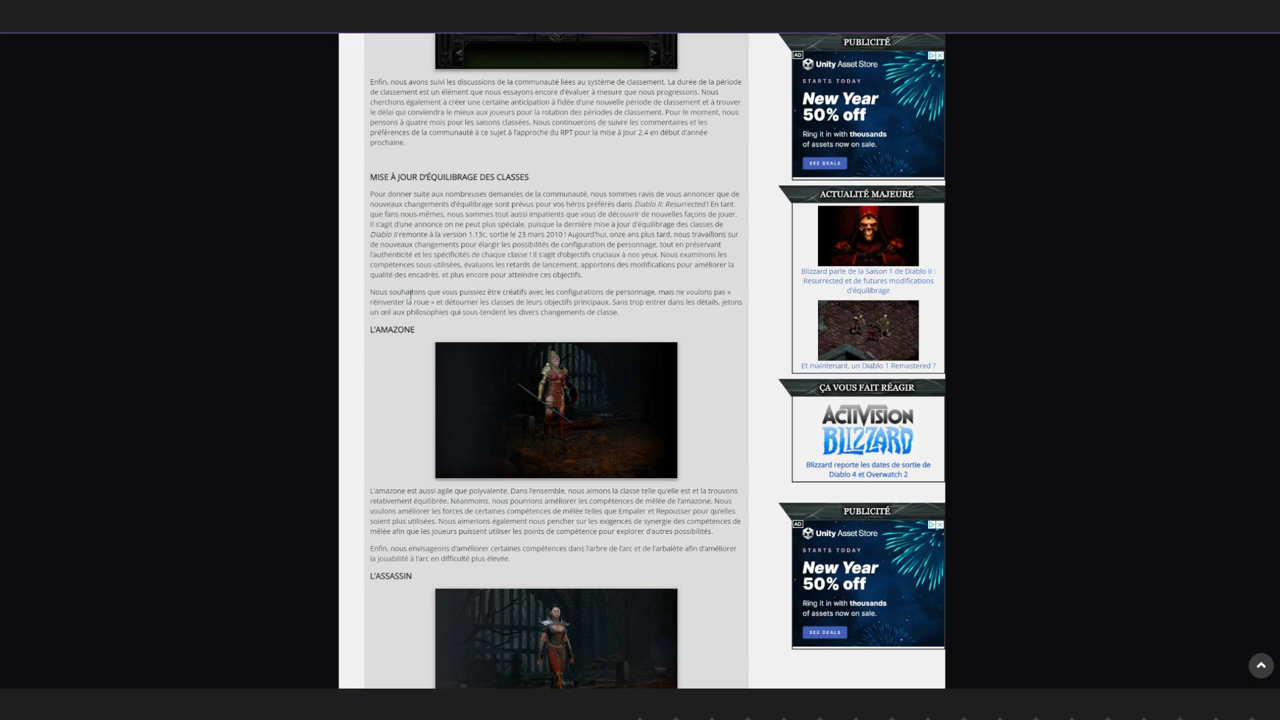 Enfin, nous avons suivi les discussions de la communauté liées au système de classement. La durée de la période
de classement est un élément que nous essayons encore d'évaluer à mesure que nous progressons. Nous
cherchons également à créer une certaine anticipation à l'idée d'une nouvelle période de classement et à trouver
le délai qui conviendra le mieux aux joueurs pour la rotation des périodes de classement. Pour le moment, nous
pensons à quatre mois pour les saisons classées. Nous continuerons de suivre les commentaires et les
préférences de la communauté à ce sujet à l'approche du RPT pour la mise à jour 2.4 en début d'année
prochaine.
MISE À JOUR D'ÉQUILIBRAGE DES CLASSES
Pour donner suite aux nombreuses demandes de la communauté, nous sommes ravis de vous annoncer que de
nouveaux changements d'équilibrage sont prévus pour vos héros préférés dans Diablo II: Resurrected ! En tant
que fans nous-mêmes, nous sommes tout aussi impatients que vous de découvrir de nouvelles façons de jouer.
Il s'agit d'une annonce on ne peut plus spéciale, puisque la dernière mise à jour d'équilibrage des classes de
Diablo II remonte à la version 1.13c, sortie le 23 mars 2010 ! Aujourd'hui, onze ans plus tard, nous travaillons sur
de nouveaux changements pour élargir les possibilités de configuration de personnage, tout en préservant
l'authenticité et les spécificités de chaque classe ! Il s'agit d'objectifs cruciaux à nos yeux. Nous examinons les
compétences sous-utilisées, évaluons les retards de lancement, apportons des modifications pour améliorer la
qualité des encadrés, et plus encore pour atteindre ces objectifs.
Nous souhaitons que vous puissiez être créatifs avec les configurations de personnage, mais ne voulons pas «
réinventer la roue » et détourner les classes de leurs objectifs principaux. Sans trop entrer dans les détails, jetons
un œil aux philosophies qui sous-tendent les divers changements de classe.
L'AMAZONE
L'amazone est aussi agile que polyvalente. Dans l'ensemble, nous aimons la classe telle qu'elle est et la trouvons
relativement équilibrée. Néanmoins, nous pourrions améliorer les compétences de mêlée de l'amazone. Nous
voulons améliorer les forces de certaines compétences de mêlée telles que Empaler et Repousser pour qu'elles
soient plus utilisées. Nous aimerions également nous pencher sur les exigences de synergie des compétences de
mêlée afin que les joueurs puissent utiliser les points de compétence pour explorer d'autres possibilités.
Enfin, nous envisageons d'améliorer certaines compétences dans l'arbre de l'arc et de l'arbalète afin d'améliorer
la jouabilité à l'arc en difficulté plus élevée.
L'ASSASSIN
PUBLICITÉ
AD
Unity Asset Store
STARTS TODAY
New Year
50% off
Ring it in with thousands
of assets now on sale.
SEE DEALS
ACTUALITÉ MAJEURE
Blizzard parle de la Saison 1 de Diablo II :
Resurrected et de futures modifications
d'équilibrage
Et maintenant, un Diablo 1 Remastered ?
ÇA VOUS FAIT RÉAGIR
ACTIVISION
BLIZZARD
Blizzard reporte les dates de sortie de
Diablo 4 et Overwatch 2
PUBLICITÉ
AD
Unity Asset Store
STARTS TODAY
New Year
50% off
Ring it in with thousands
of assets now on sale.
SEE DEALS